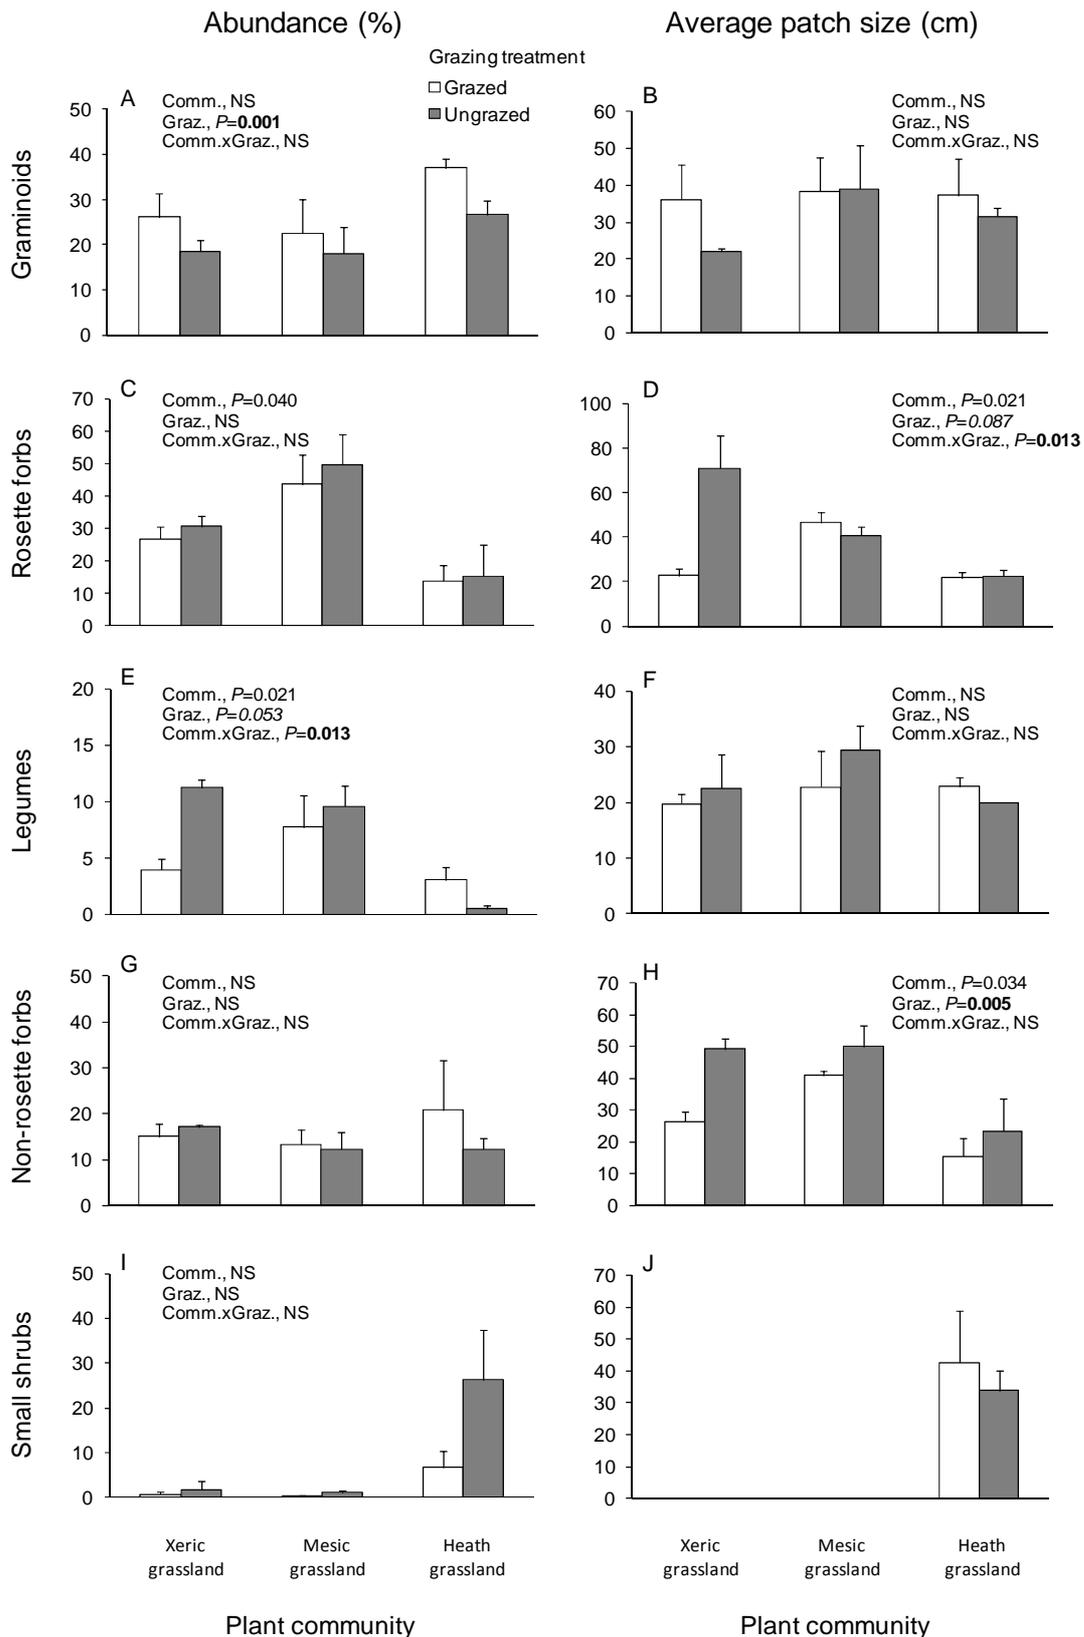 Abundance (%)
Average patch size (cm)
Grazing treatment
Grazed
Ungrazed
Graminoids
A
Comm., NS
Graz., P=0.001
Comm.xGraz., NS
50
40
30
20
10
0
B
Comm., NS
Graz., NS
Comm.xGraz., NS
60
50
40
30
20
10
0
Rosette forbs
C
Comm., P=0.040
Graz., NS
Comm.xGraz., NS
70
60
50
40
30
20
10
0
D
Comm., P=0.021
Graz., P=0.087
Comm.xGraz., P=0.013
100
80
60
40
20
0
Legumes
E
Comm., P=0.021
Graz., P=0.053
Comm.xGraz., P=0.013
20
15
10
5
0
F
Comm., NS
Graz., NS
Comm.xGraz., NS
40
30
20
10
0
Non-rosette forbs
G
Comm., NS
Graz., NS
Comm.xGraz., NS
50
40
30
20
10
0
H
Comm., P=0.034
Graz., P=0.005
Comm.xGraz., NS
70
60
50
40
30
20
10
0
Small shrubs
I
Comm., NS
Graz., NS
Comm.xGraz., NS
50
40
30
20
10
0
J
70
60
50
40
30
20
10
0
Xeric
grassland
Mesic
grassland
Heath
grassland
Xeric
grassland
Mesic
grassland
Heath
grassland
Plant community
Plant community